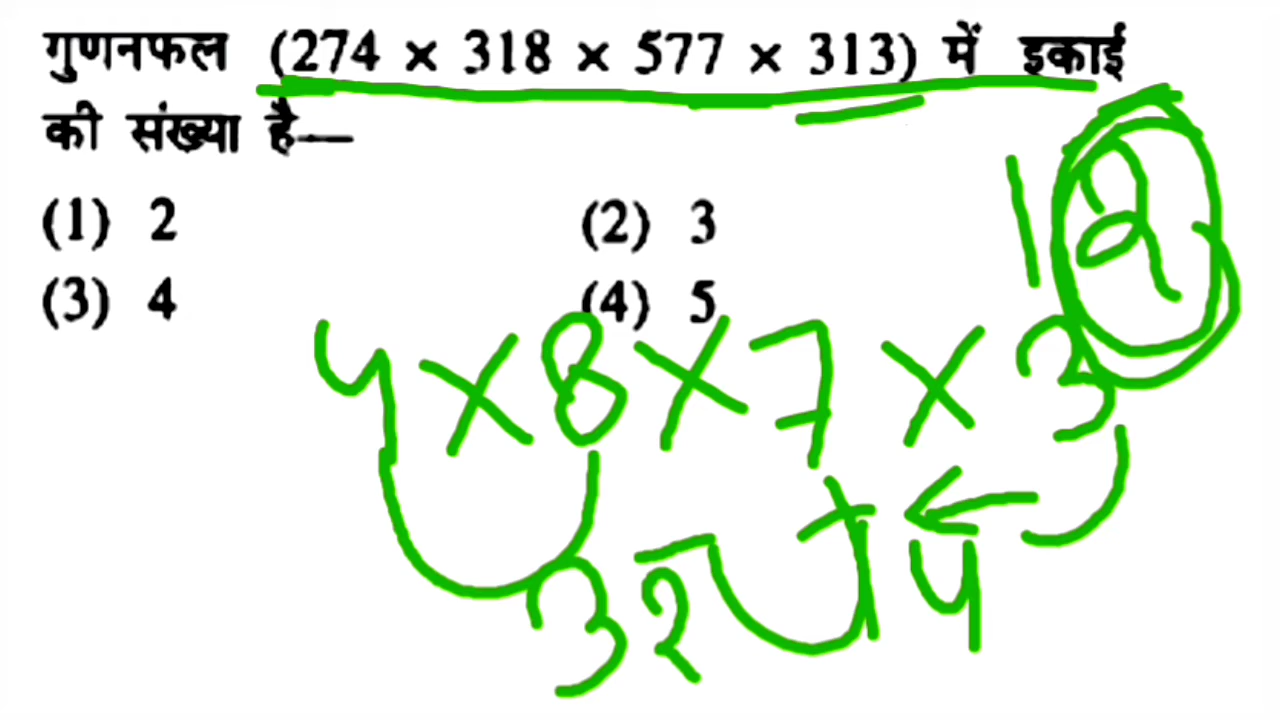 गुणनफल (274 × 318 × 577 × 313) में इकाई
की संख्या है—
(1) 2 (2) 3
(3) 4 (4) 5
12
4 × 8 × 7 × 3
32 14